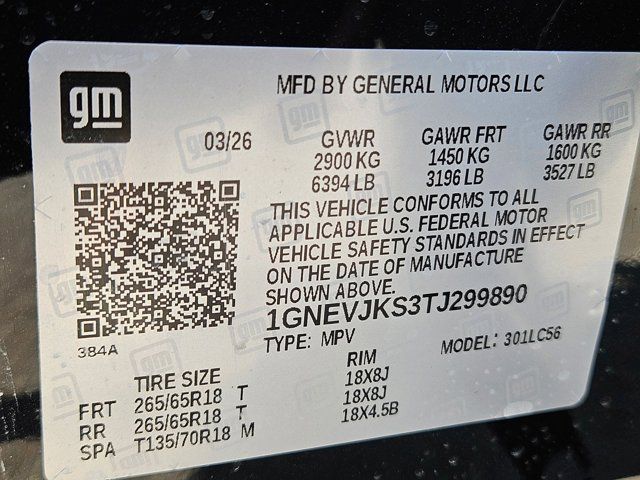 gm
MFD BY GENERAL MOTORS LLC
03/26 GVWR GAWR FRT GAWR RR
2900 KG 1450 KG 1600 KG
6394 LB 3196 LB 3527 LB
THIS VEHICLE CONFORMS TO ALL
APPLICABLE U.S. FEDERAL MOTOR
VEHICLE SAFETY STANDARDS IN EFFECT
ON THE DATE OF MANUFACTURE
SHOWN ABOVE.
1GNEVJKS3TJ299890
384A
TYPE: MPV MODEL: 301LC56
TIRE SIZE RIM
FRT 265/65R18 T 18X8J
RR 265/65R18 T 18X8J
SPA T135/70R18 M 18X4.5B